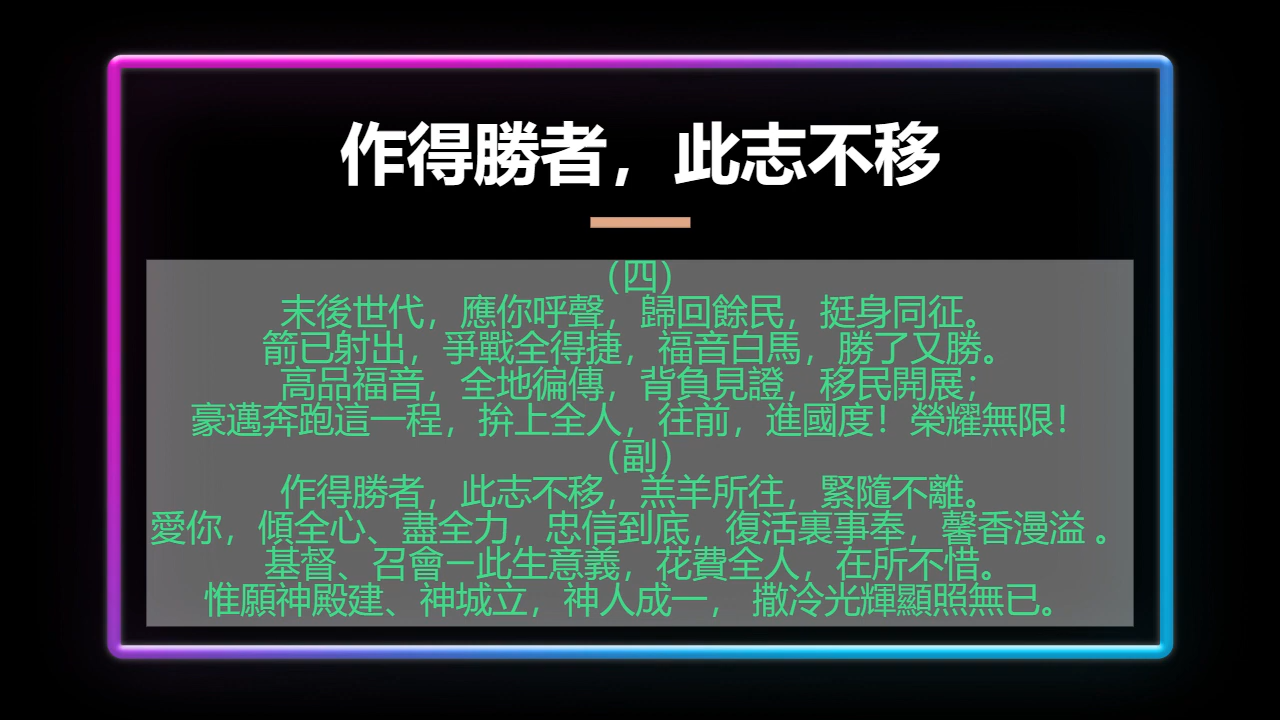 作得勝者，此志不移
（四）
末後世代，應你呼聲，歸回餘民，挺身同征。
箭已射出，爭戰全得捷，福音白馬，勝了又勝。
高品福音，全地徧傳，背負見證，移民開展；
豪邁奔跑這一程，拚上全人，往前，進國度！榮耀無限！
（副）
作得勝者，此志不移，羔羊所往，緊隨不離。
愛你，傾全心、盡全力，忠信到底，復活裏事奉，馨香漫溢 。
基督、召會－此生意義，花費全人，在所不惜。
惟願神殿建、神城立，神人成一， 撒冷光輝顯照無已。